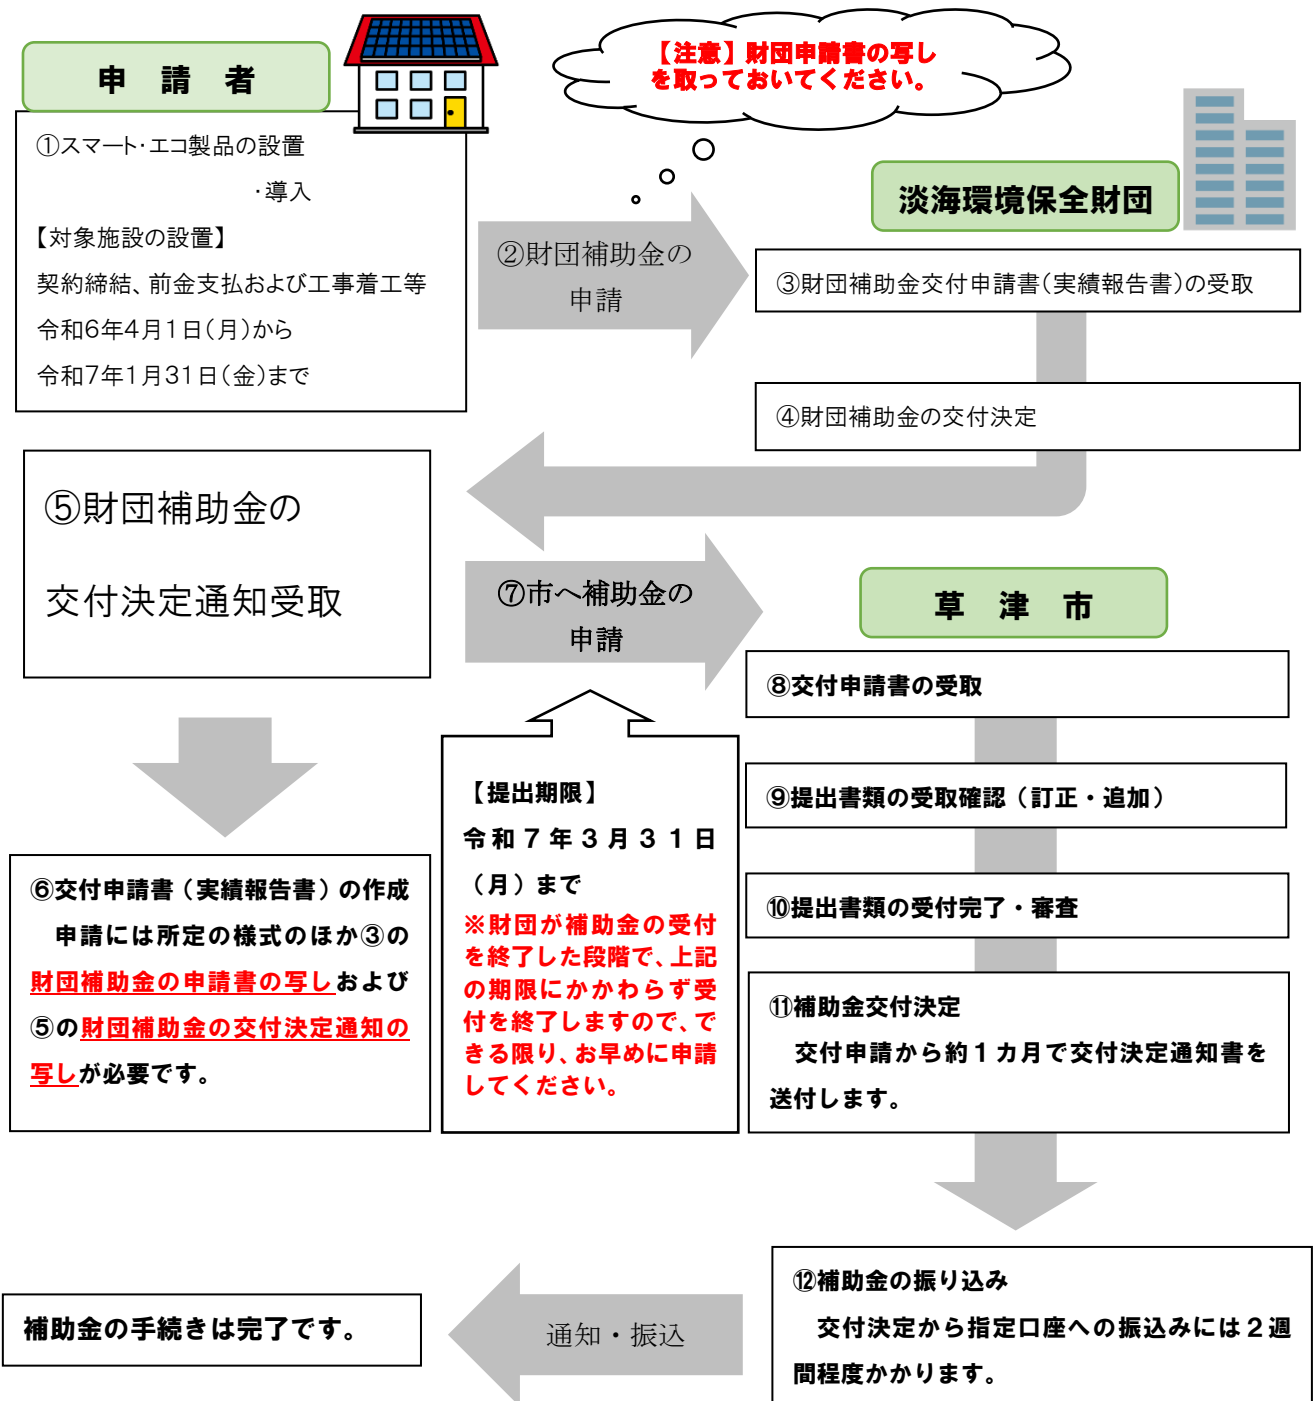 申　請　者
【注意】財団申請書の写し
を取っておいてください。
①スマート・エコ製品の設置
・導入
【対象施設の設置】
契約締結、前金支払および工事着工等
令和6年4月1日（月）から
令和7年1月31日（金）まで
②財団補助金の
申請
淡海環境保全財団
③財団補助金交付申請書（実績報告書）の受取
④財団補助金の交付決定
⑤財団補助金の
交付決定通知受取
⑥交付申請書（実績報告書）の作成
申請には所定の様式のほか③の
財団補助金の申請書の写しおよび
⑤の財団補助金の交付決定通知の
写しが必要です。
⑦市へ補助金の
申請
【提出期限】
令和７年３月３１日
（月）まで
※財団が補助金の受付
を終了した段階で、上記
の期限にかかわらず受
付を終了しますので、で
きる限り、お早めに申請
してください。
草　津　市
⑧交付申請書の受取
⑨提出書類の受取確認（訂正・追加）
⑩提出書類の受付完了・審査
⑪補助金交付決定
交付申請から約１カ月で交付決定通知書を
送付します。
⑫補助金の振り込み
交付決定から指定口座への振込みには２週
間程度かかります。
通知・振込
補助金の手続きは完了です。